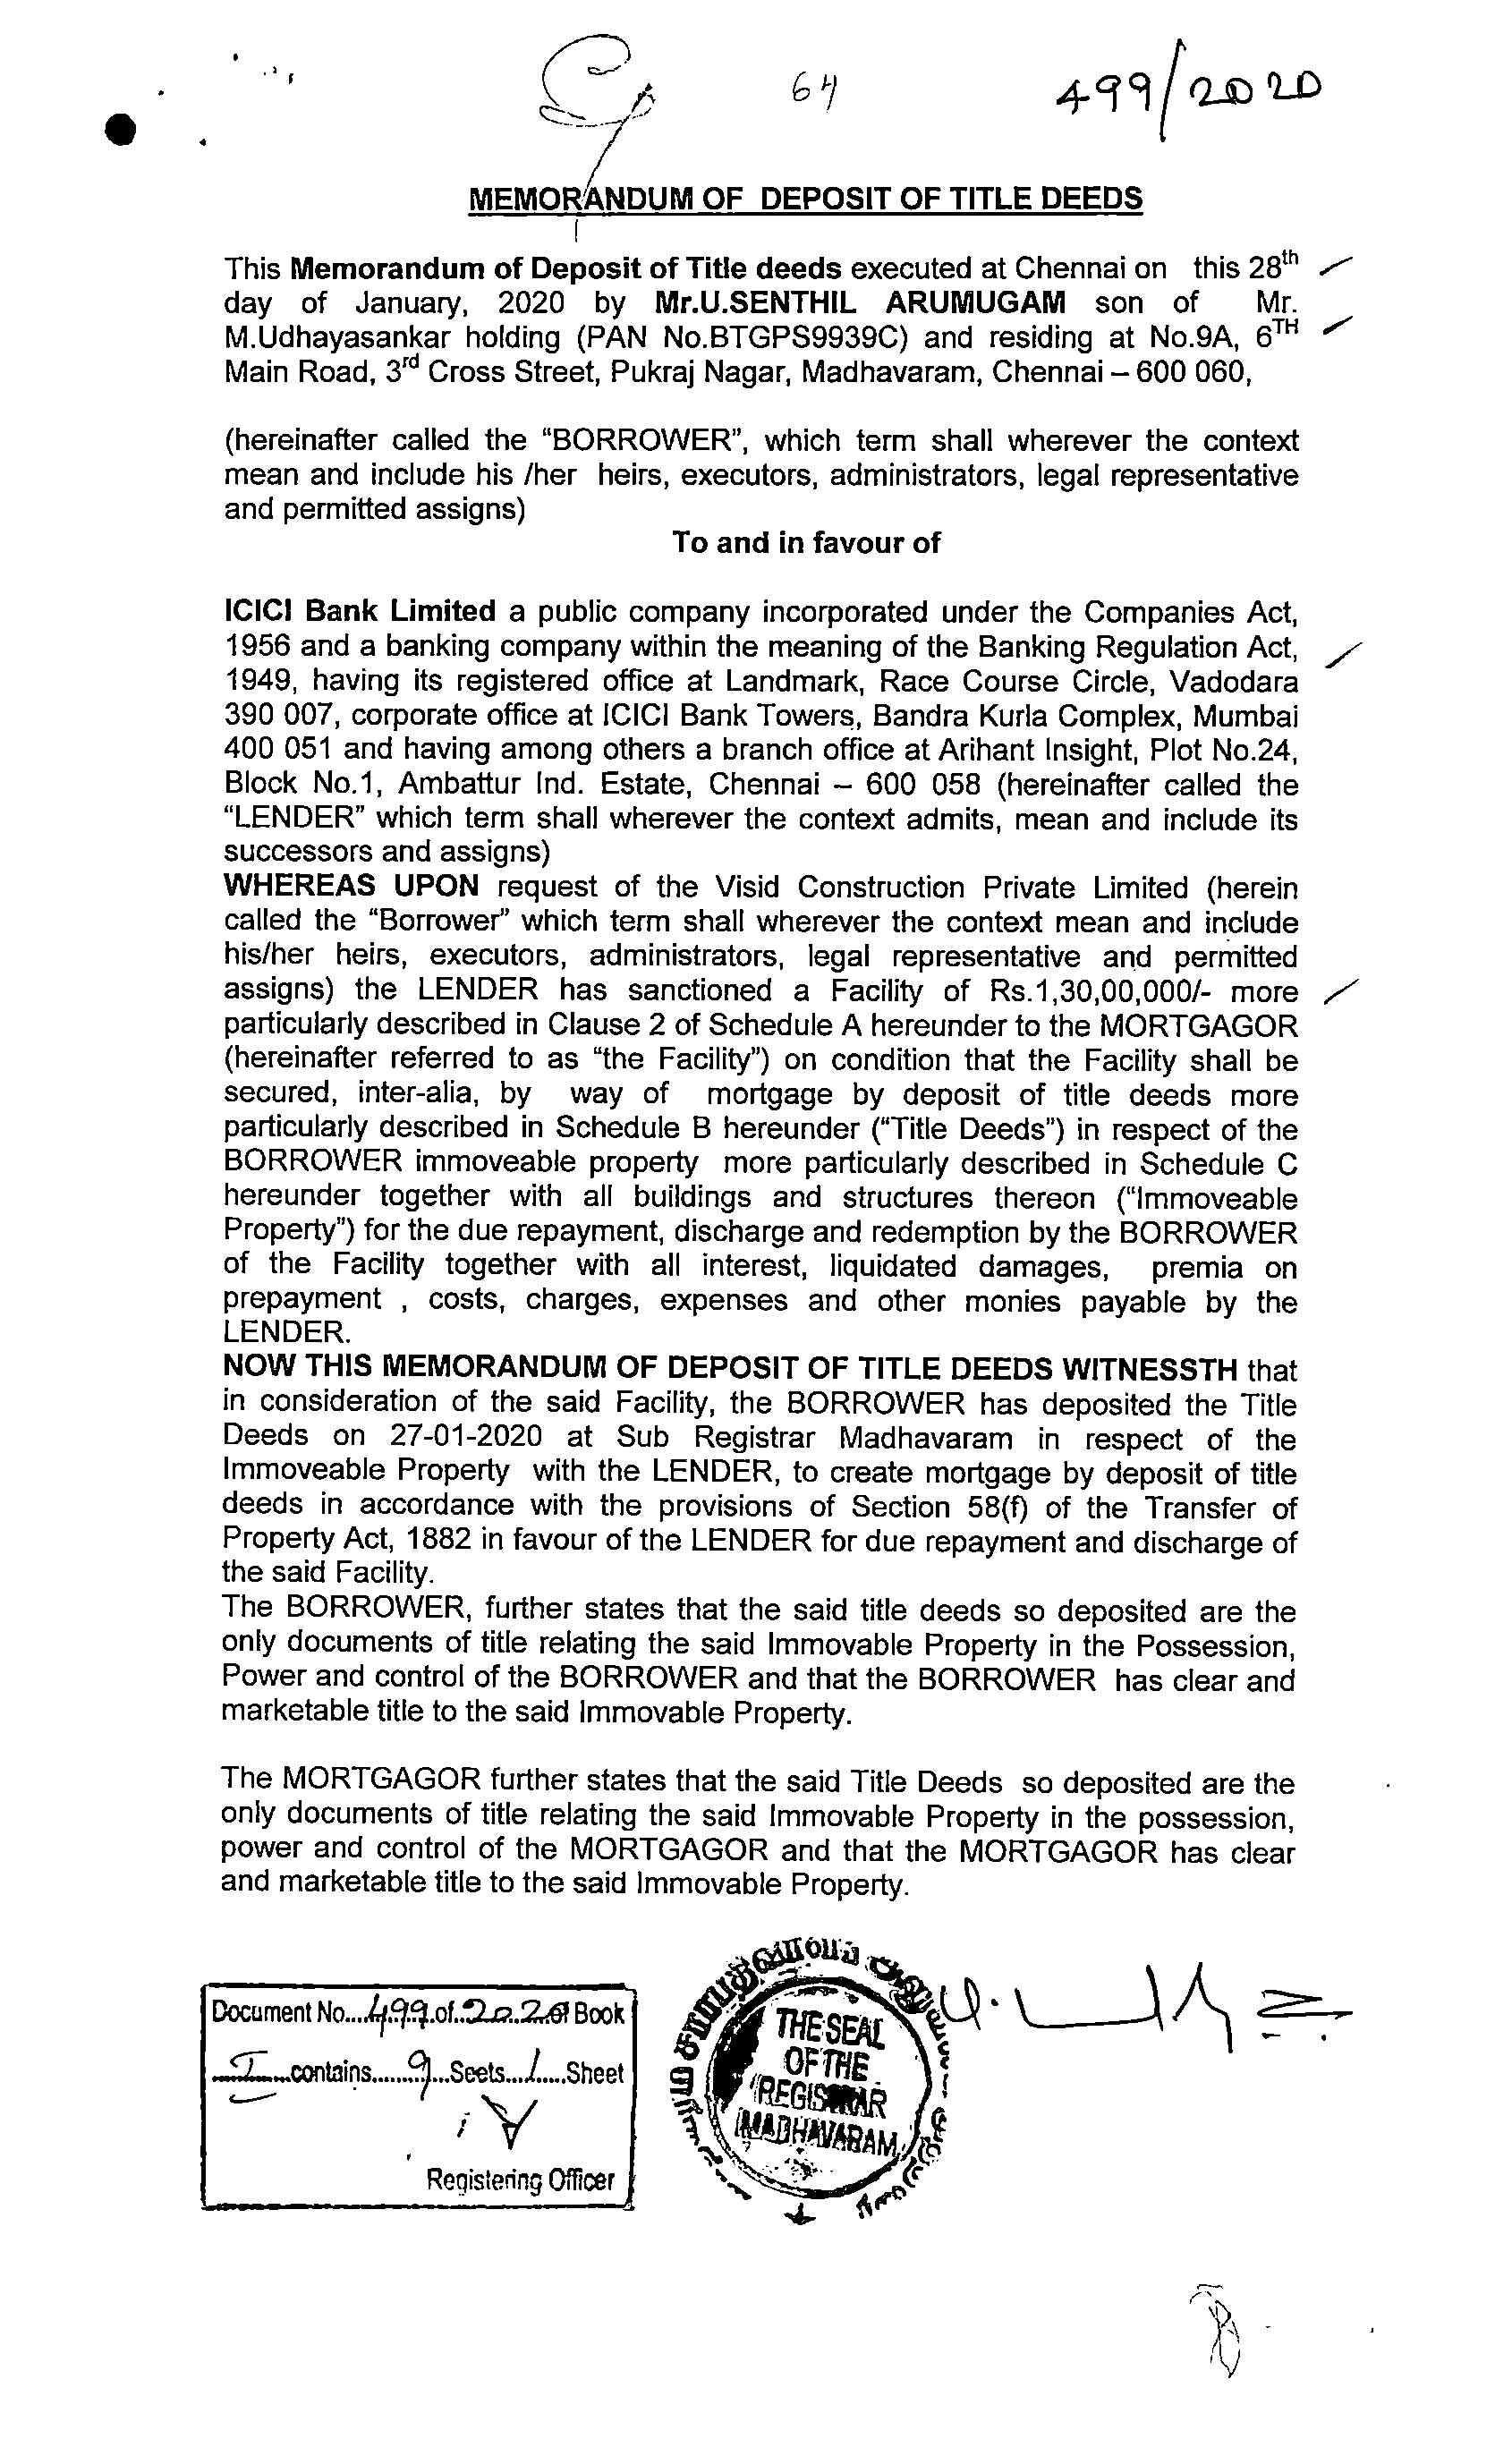 64
499/2020
MEMORANDUM OF DEPOSIT OF TITLE DEEDS
This Memorandum of Deposit of Title deeds executed at Chennai on this 28th
day of January, 2020 by Mr.U.SENTHIL ARUMUGAM son of Mr.
M.Udhayasankar holding (PAN No.BTGPS9939C) and residing at No.9A, 6TH
Main Road, 3rd Cross Street, Pukraj Nagar, Madhavaram, Chennai – 600 060,
(hereinafter called the “BORROWER”, which term shall wherever the context
mean and include his /her heirs, executors, administrators, legal representative
and permitted assigns)
To and in favour of
ICICI Bank Limited a public company incorporated under the Companies Act,
1956 and a banking company within the meaning of the Banking Regulation Act,
1949, having its registered office at Landmark, Race Course Circle, Vadodara
390 007, corporate office at ICICI Bank Towers, Bandra Kurla Complex, Mumbai
400 051 and having among others a branch office at Arihant Insight, Plot No.24,
Block No.1, Ambattur Ind. Estate, Chennai – 600 058 (hereinafter called the
“LENDER” which term shall wherever the context admits, mean and include its
successors and assigns)
WHEREAS UPON request of the Visid Construction Private Limited (herein
called the “Borrower” which term shall wherever the context mean and include
his/her heirs, executors, administrators, legal representative and permitted
assigns) the LENDER has sanctioned a Facility of Rs.1,30,00,000/- more
particularly described in Clause 2 of Schedule A hereunder to the MORTGAGOR
(hereinafter referred to as “the Facility”) on condition that the Facility shall be
secured, inter-alia, by way of mortgage by deposit of title deeds more
particularly described in Schedule B hereunder (“Title Deeds”) in respect of the
BORROWER immoveable property more particularly described in Schedule C
hereunder together with all buildings and structures thereon (“Immoveable
Property”) for the due repayment, discharge and redemption by the BORROWER
of the Facility together with all interest, liquidated damages, premia on
prepayment , costs, charges, expenses and other monies payable by the
LENDER.
NOW THIS MEMORANDUM OF DEPOSIT OF TITLE DEEDS WITNESSTH that
in consideration of the said Facility, the BORROWER has deposited the Title
Deeds on 27-01-2020 at Sub Registrar Madhavaram in respect of the
Immoveable Property with the LENDER, to create mortgage by deposit of title
deeds in accordance with the provisions of Section 58(f) of the Transfer of
Property Act, 1882 in favour of the LENDER for due repayment and discharge of
the said Facility.
The BORROWER, further states that the said title deeds so deposited are the
only documents of title relating the said Immovable Property in the Possession,
Power and control of the BORROWER and that the BORROWER has clear and
marketable title to the said Immovable Property.
The MORTGAGOR further states that the said Title Deeds so deposited are the
only documents of title relating the said Immovable Property in the possession,
power and control of the MORTGAGOR and that the MORTGAGOR has clear
and marketable title to the said Immovable Property.
Document No....499.of..2020 Book
I contains........9...Seets...1.....Sheet
Registering Officer
THE SEAL
OF THE
REGISTRAR
MADHAVARAM